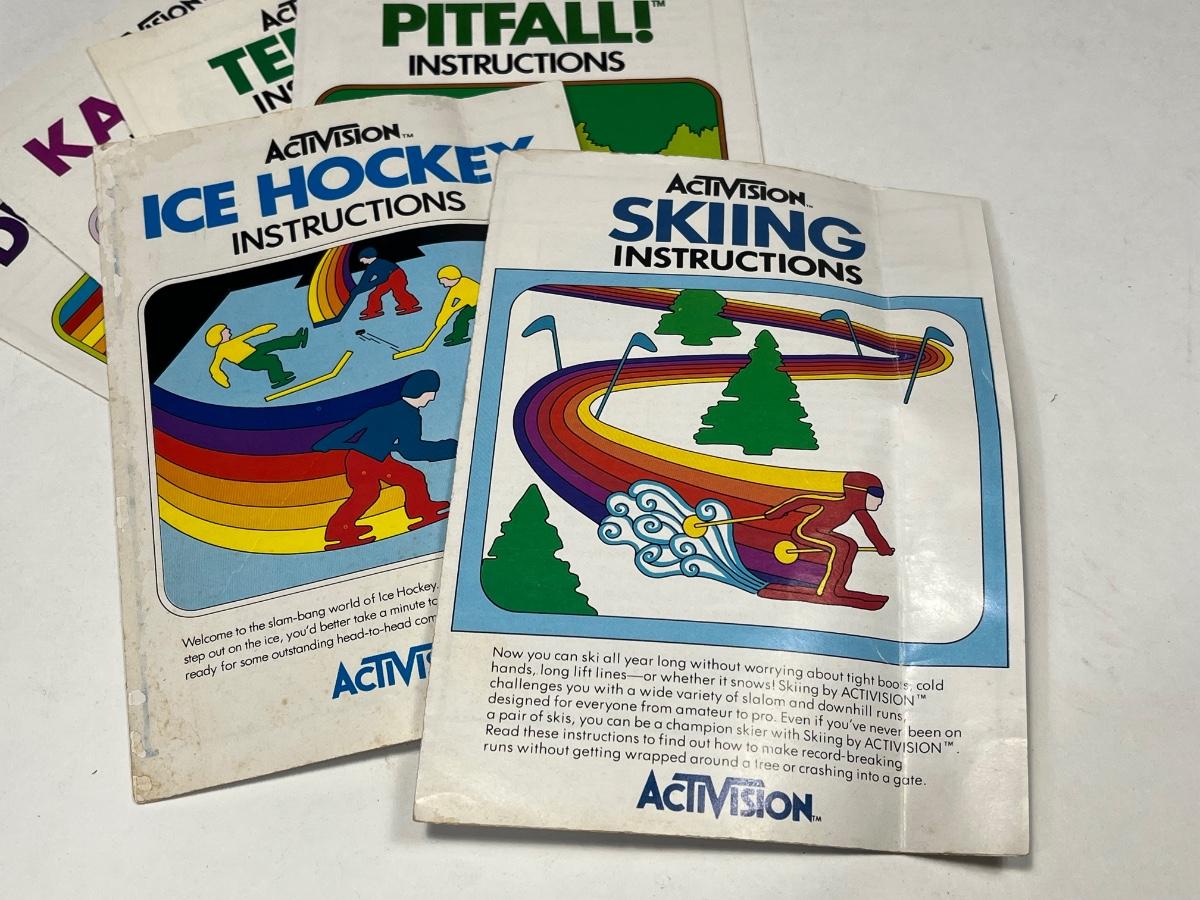 PITFALL!™
INSTRUCTIONS
ACTIVISION™
ICE HOCKEY
INSTRUCTIONS
Welcome to the slam-bang world of Ice Hockey.
step out on the ice, you'd better take a minute to
ready for some outstanding head-to-head
ACTIVISION™
SKIING
INSTRUCTIONS
Now you can ski all year long without worrying about tight boots, cold
hands, long lift lines—or whether it snows! Skiing by ACTIVISION™
challenges you with a wide variety of slalom and downhill runs,
designed for everyone from amateur to pro. Even if you've never been on
a pair of skis, you can be a champion skier with Skiing by ACTIVISION™.
Read these instructions to find out how to make record-breaking
runs without getting wrapped around a tree or crashing into a gate.
ACTIVISION™